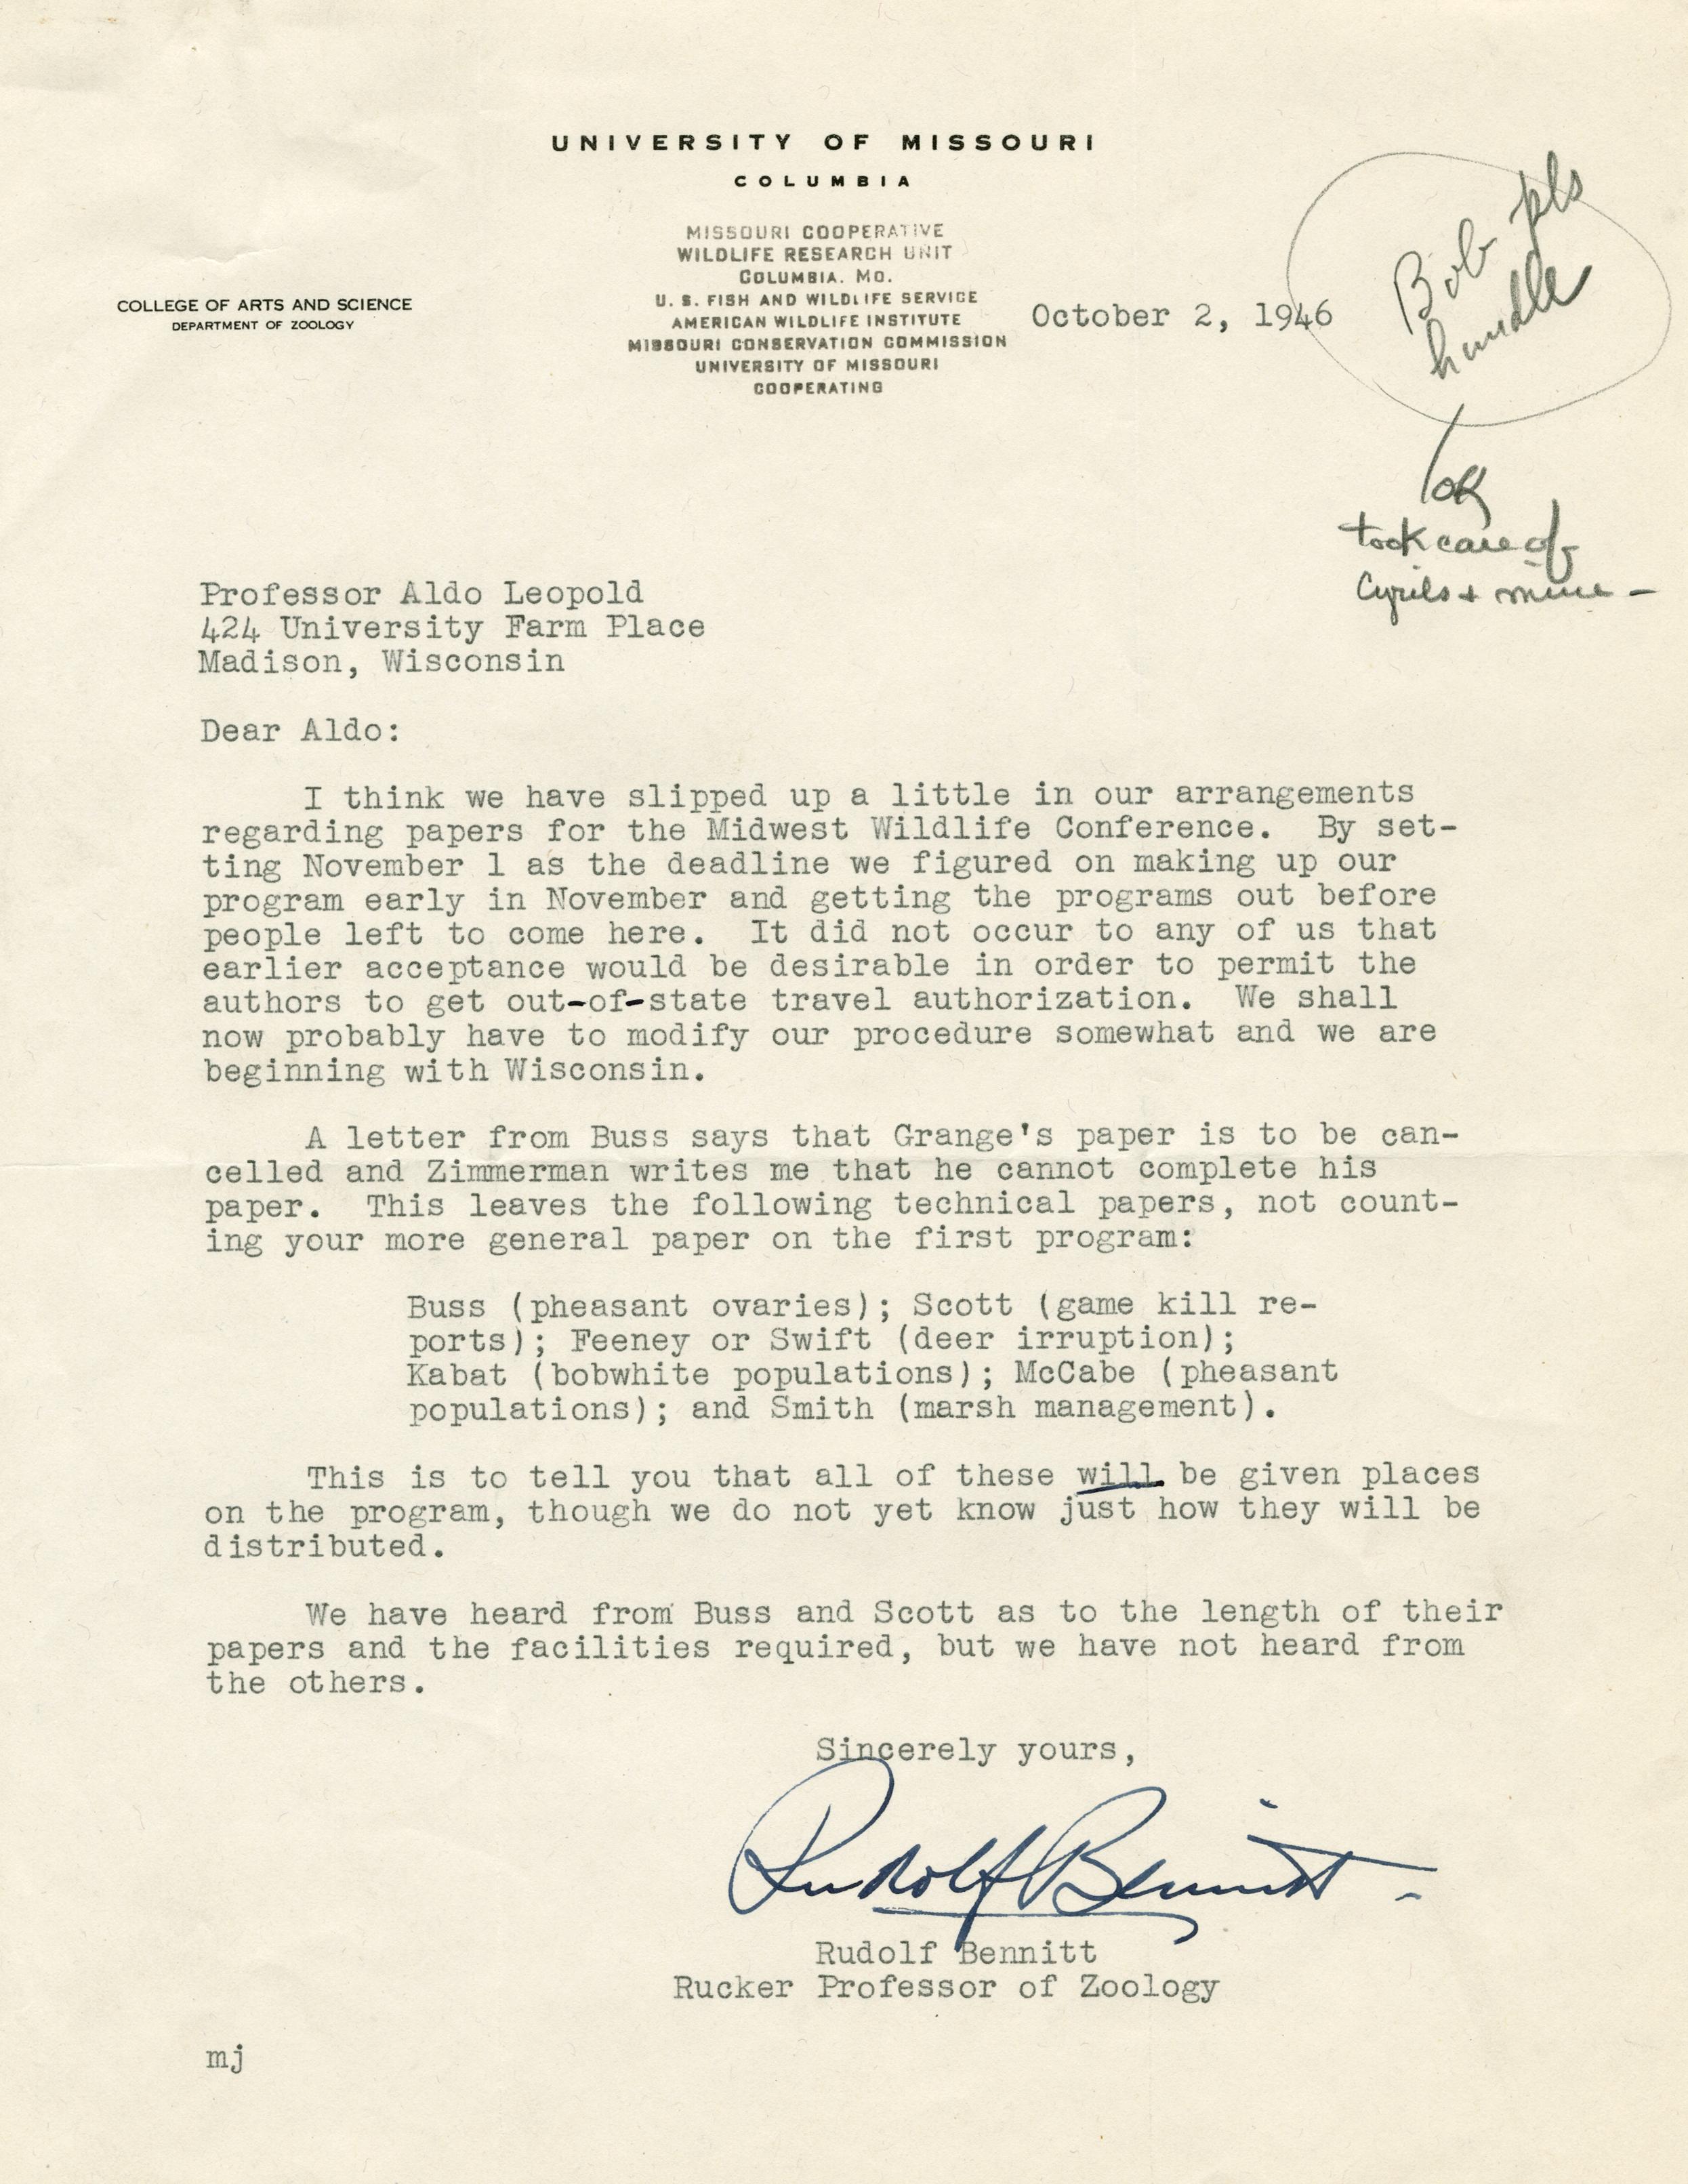 UNIVERSITY OF MISSOURI
COLUMBIA
MISSOURI COOPERATIVE
WILDLIFE RESEARCH UNIT
COLUMBIA. MO.
U. S. FISH AND WILDLIFE SERVICE
AMERICAN WILDLIFE INSTITUTE
MISSOURI CONSERVATION COMMISSION
UNIVERSITY OF MISSOURI
COOPERATING
COLLEGE OF ARTS AND SCIENCE
DEPARTMENT OF ZOOLOGY
October 2, 1946
Bob pls
handle
OK
took care of
Cyrils + mine -
Professor Aldo Leopold
424 University Farm Place
Madison, Wisconsin
Dear Aldo:
I think we have slipped up a little in our arrangements
regarding papers for the Midwest Wildlife Conference. By set-
ting November 1 as the deadline we figured on making up our
program early in November and getting the programs out before
people left to come here. It did not occur to any of us that
earlier acceptance would be desirable in order to permit the
authors to get out-of-state travel authorization. We shall
now probably have to modify our procedure somewhat and we are
beginning with Wisconsin.
A letter from Buss says that Grange's paper is to be can-
celled and Zimmerman writes me that he cannot complete his
paper. This leaves the following technical papers, not count-
ing your more general paper on the first program:
Buss (pheasant ovaries); Scott (game kill re-
ports); Feeney or Swift (deer irruption);
Kabat (bobwhite populations); McCabe (pheasant
populations); and Smith (marsh management).
This is to tell you that all of these will be given places
on the program, though we do not yet know just how they will be
distributed.
We have heard from Buss and Scott as to the length of their
papers and the facilities required, but we have not heard from
the others.
Sincerely yours,
Rudolf Bennitt
Rudolf Bennitt
Rucker Professor of Zoology
mj